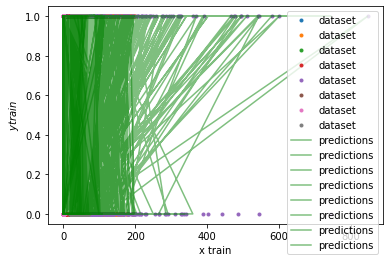 1.0
0.8
0.6
0.4
0.2
0.0
ytrain
0
200
400
600
800
x train
dataset
dataset
dataset
dataset
dataset
dataset
dataset
dataset
predictions
predictions
predictions
predictions
predictions
predictions
predictions
predictions